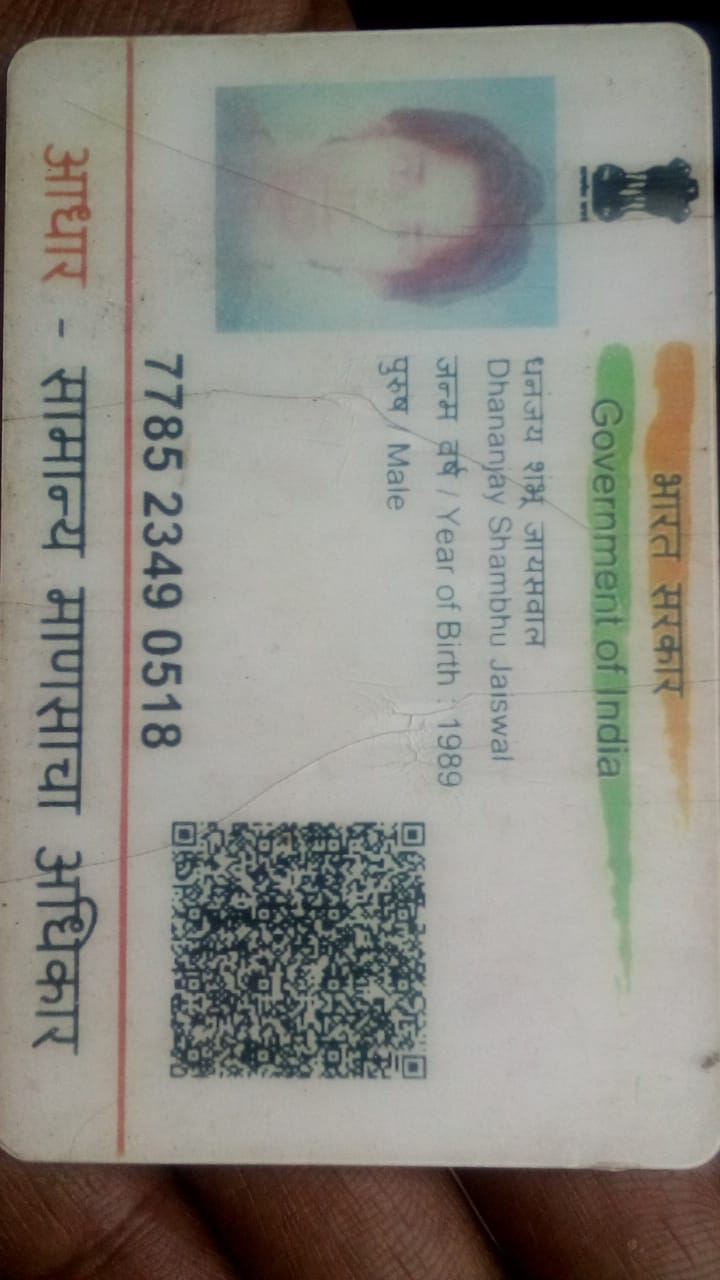 भारत सरकार
Government of India
धनंजय शंभू जायसवाल
Dhananjay Shambhu Jaiswal
जन्म वर्ष / Year of Birth : 1989
पुरुष / Male
7785 2349 0518
आधार - सामान्य माणसाचा अधिकार